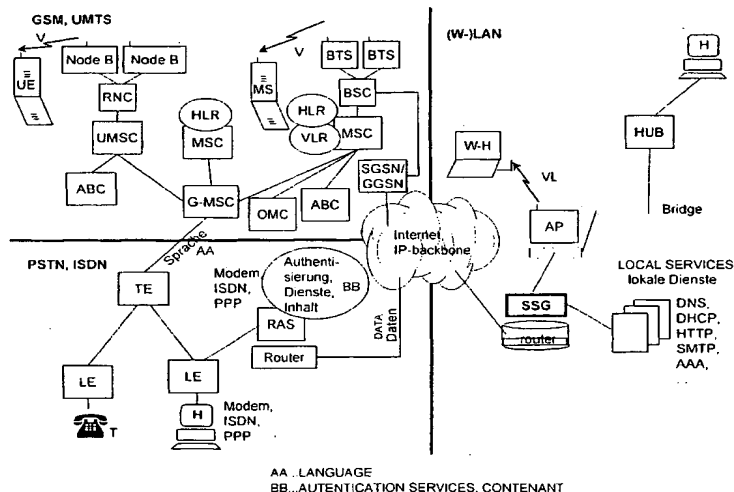 GSM, UMTS
V
UE
Node B
Node B
RNC
UMSC
ABC
HLR
MSC
G-MSC
V
MS
BTS
BTS
BSC
HLR
VLR
MSC
OMC
ABC
SGSN/
GGSN
Internet,
IP-backbone
(W-)LAN
H
HUB
Bridge
W-H
VL
AP
SSG
router
LOCAL SERVICES
lokale Dienste
DNS,
DHCP,
HTTP,
SMTP,
AAA,
..
PSTN, ISDN
Sprache
AA
TE
LE
T
LE
H
Modem,
ISDN,
PPP
Modem,
ISDN,
PPP
Authenti-
sierung,
Dienste,
Inhalt
BB
RAS
Router
DATA
Daten
AA...LANGUAGE
BB...AUTENTICATION SERVICES, CONTENANT